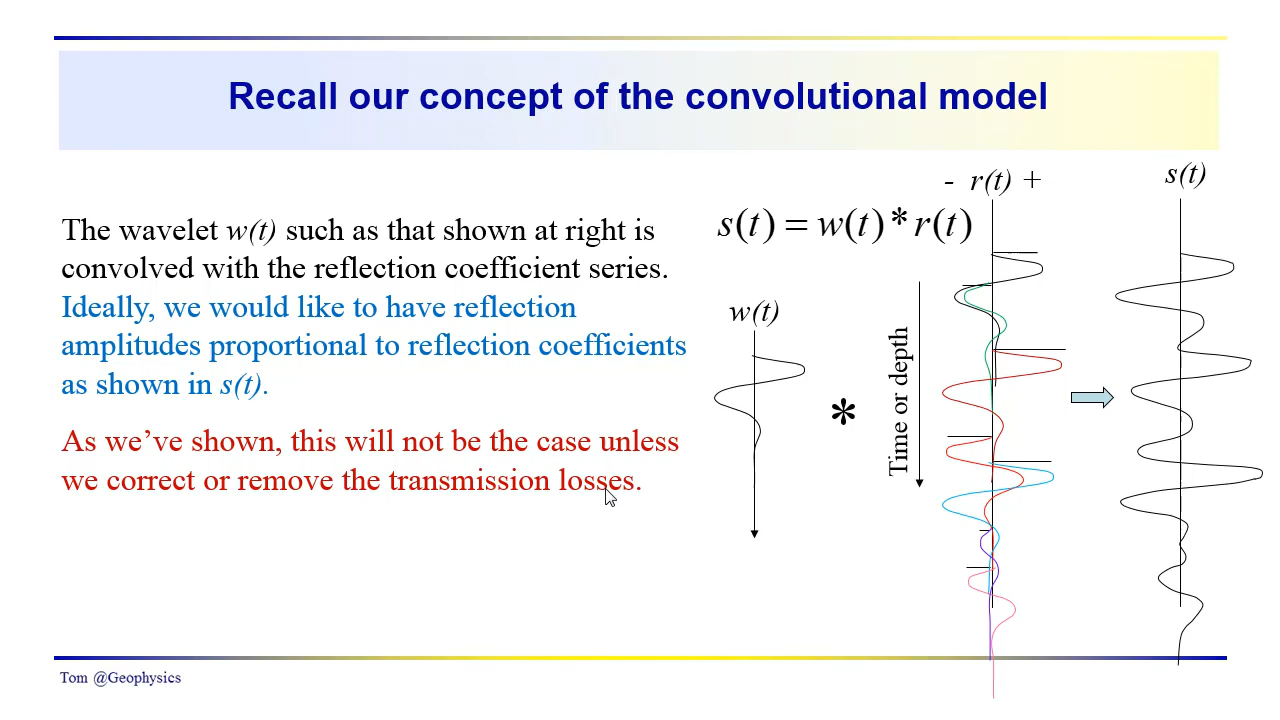 Recall our concept of the convolutional model
The wavelet w(t) such as that shown at right is
convolved with the reflection coefficient series.
Ideally, we would like to have reflection
amplitudes proportional to reflection coefficients
as shown in s(t).
As we’ve shown, this will not be the case unless
we correct or remove the transmission losses.
s(t) = w(t) * r(t)
- r(t) +
s(t)
w(t)
*
Time or depth
Tom @Geophysics